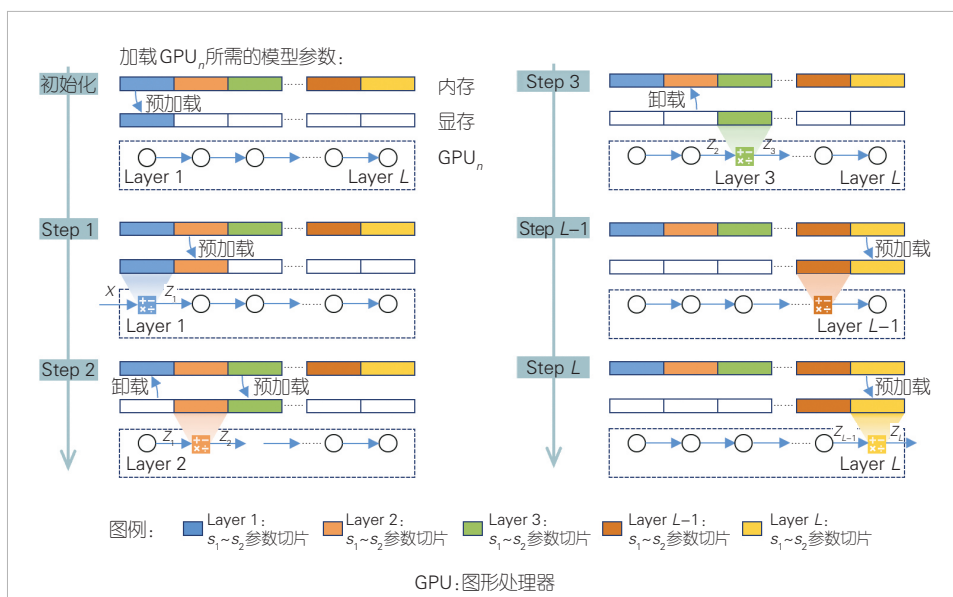 加载GPUn所需的模型参数：
初始化
内存
预加载
显存
GPUn
Layer 1
Layer L
Step 1
预加载
X
Z1
Layer 1
Step 2
卸载
预加载
Z1
Z2
Layer 2
Step 3
卸载
Z2
Z3
Layer 3
Layer L
Step L−1
预加载
Layer L−1
Step L
预加载
ZL−1
ZL
Layer L
图例：
Layer 1：
s1~s2参数切片
Layer 2：
s1~s2参数切片
Layer 3：
s1~s2参数切片
Layer L−1：
s1~s2参数切片
Layer L：
s1~s2参数切片
GPU：图形处理器